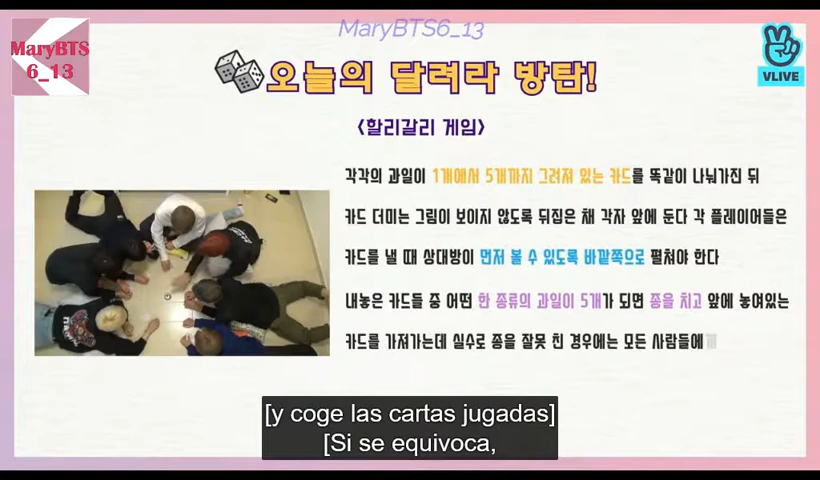 MaryBTS6_13
MaryBTS
6_13
VLIVE
오늘의 달려라 방탄!
<할리갈리 게임>
각각의 과일이 1개에서 5개까지 그려져 있는 카드를 똑같이 나눠가진 뒤
카드 더미는 그림이 보이지 않도록 뒤집은 채 각자 앞에 둔다 각 플레이어들은
카드를 낼 때 상대방이 먼저 볼 수 있도록 바깥쪽으로 펼쳐야 한다
내놓은 카드들 중 어떤 한 종류의 과일이 5개가 되면 종을 치고 앞에 놓여있는
카드를 가져가는데 실수로 종을 잘못 친 경우에는 모든 사람들에
[y coge las cartas jugadas]
[Si se equivoca,